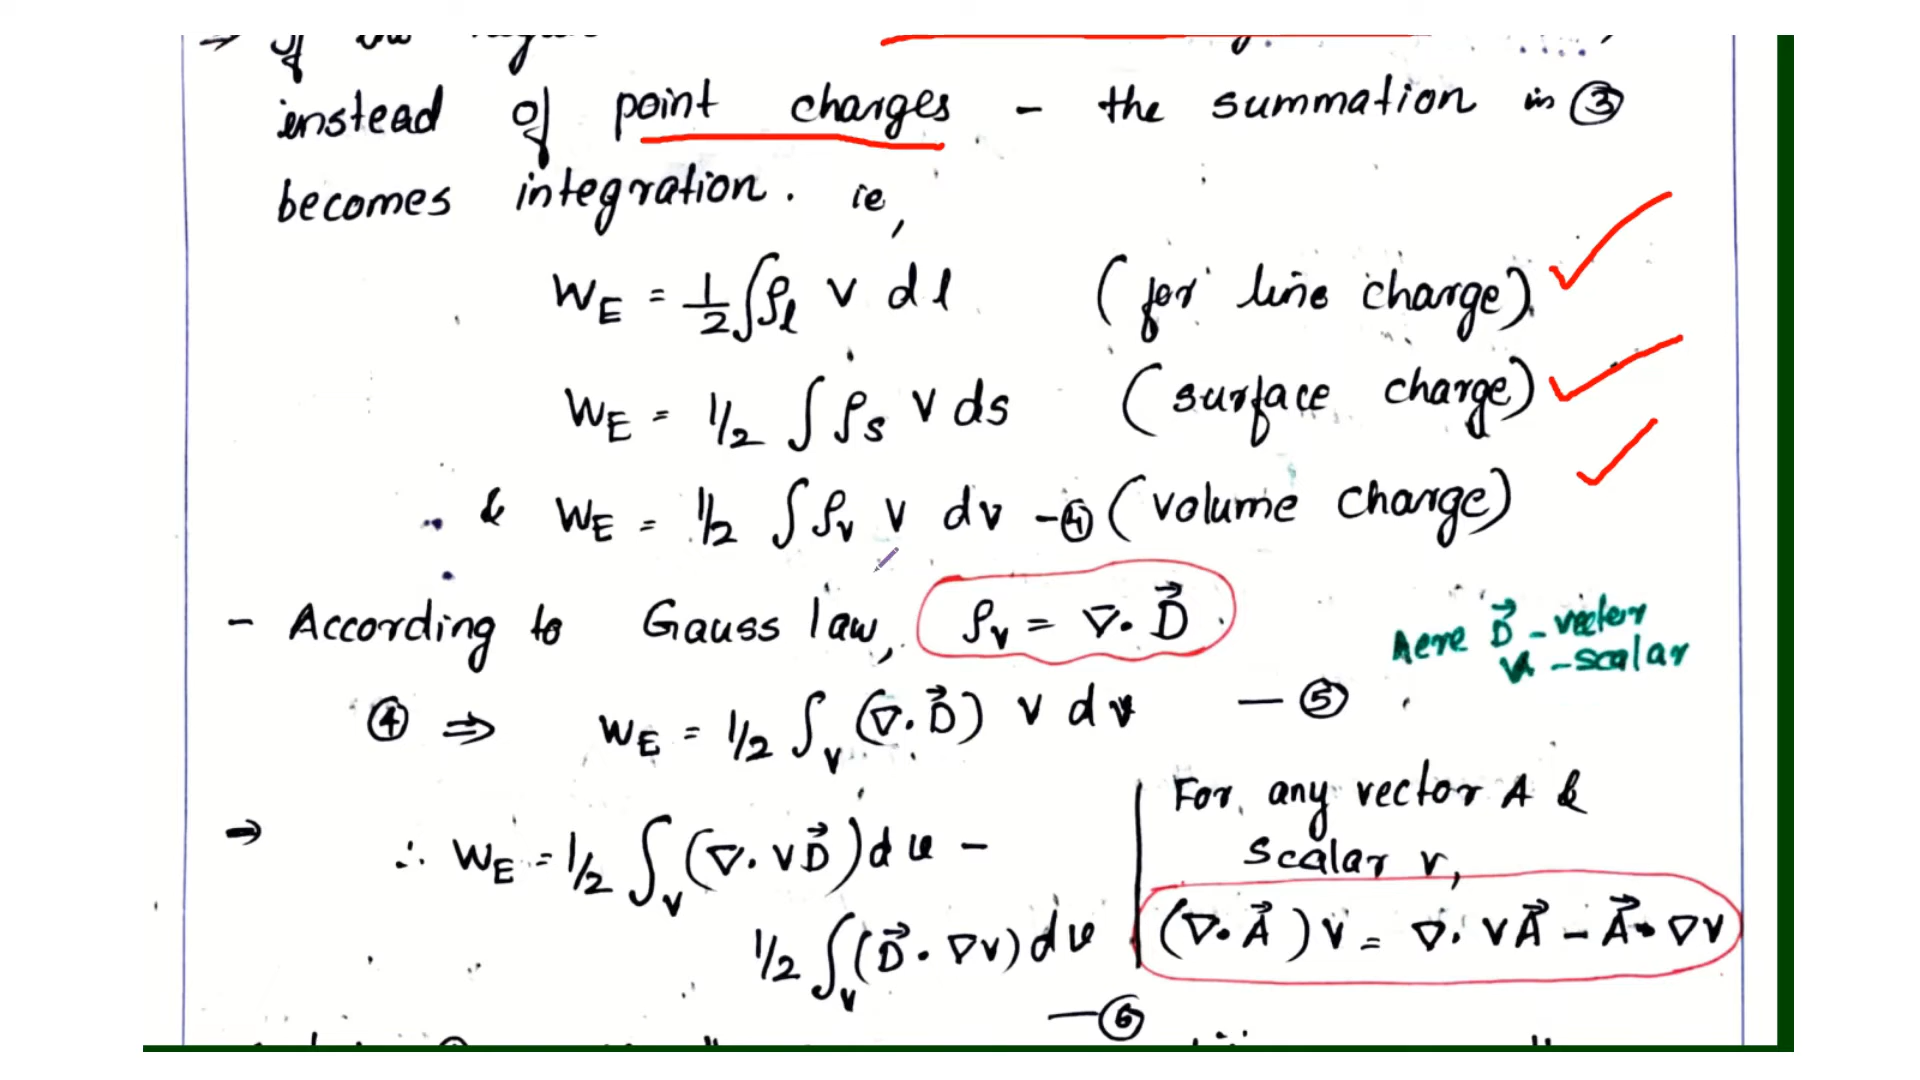 instead of point charges - the summation in ③
becomes integration. ie,
W_E = 1/2 ∫ρ_l V dl (for line charge).
W_E = 1/2 ∫ ρ_s V ds (surface charge)
& W_E = 1/2 ∫ρ_v V dv -④ (volume charge)
- According to Gauss law, ρ_v = ∇. D⃗.
here D⃗ - vector
V - scalar
④ ⇒ W_E = 1/2 ∫_V (∇. D⃗) V dv — ⑤
→ ∴ W_E = 1/2 ∫_V (∇. VD⃗) dv -
1/2 ∫_V (D⃗. ∇V) dv
— ⑥
For any vector A &
Scalar V,
(∇. A⃗) V = ∇. VA⃗ - A⃗. ∇V